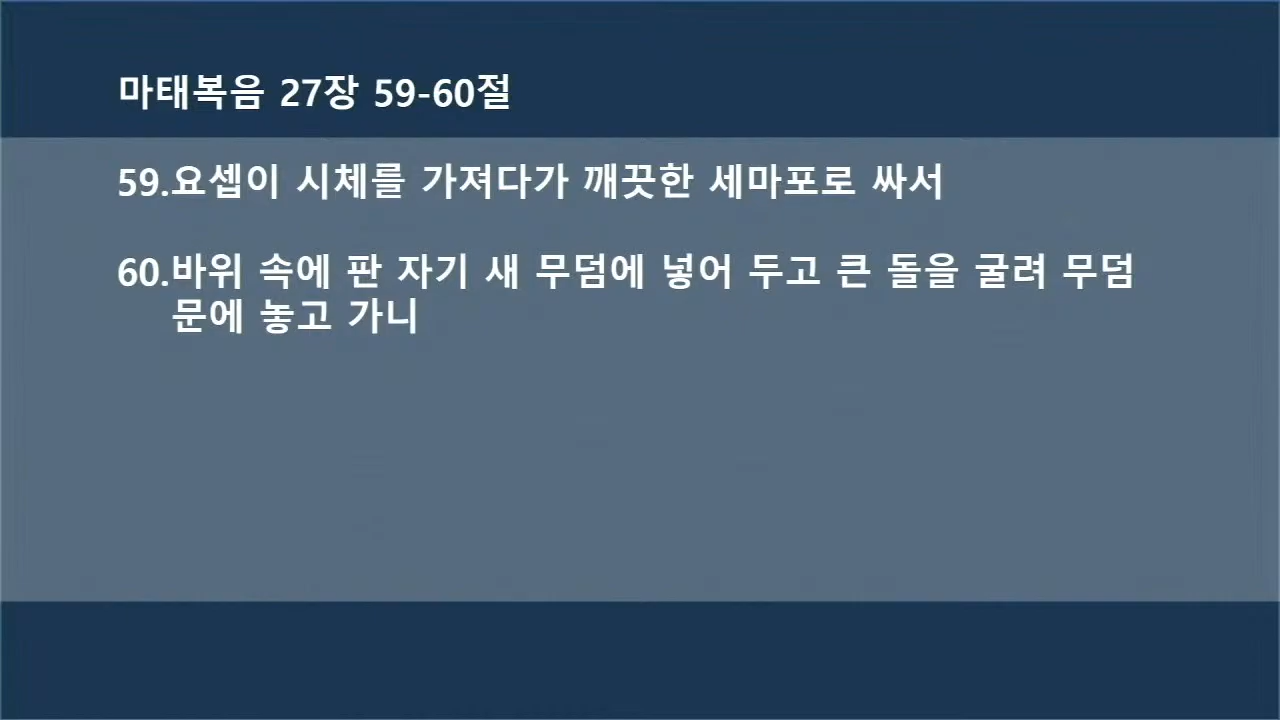 마태복음 27장 59-60절
59.요셉이 시체를 가져다가 깨끗한 세마포로 싸서
60.바위 속에 판 자기 새 무덤에 넣어 두고 큰 돌을 굴려 무덤
문에 놓고 가니